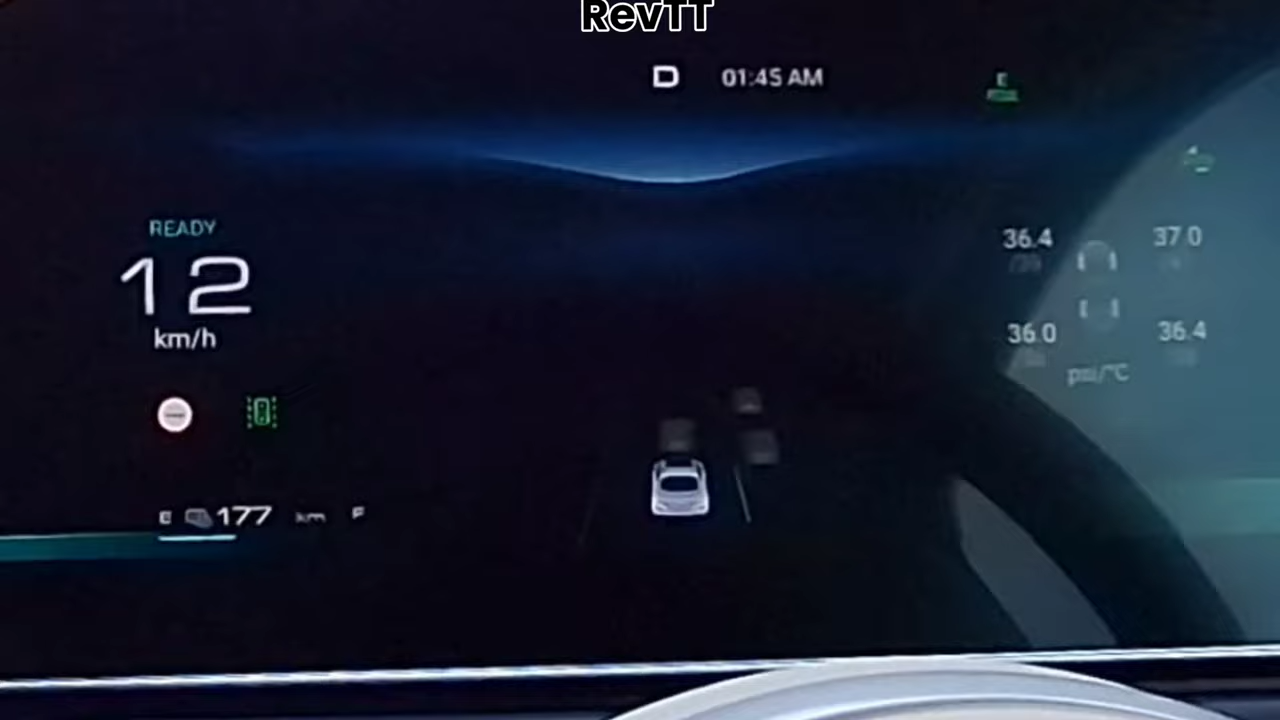 RevTT
D 01:45 AM
E
READY
12
km/h
36.4 37.0
36.0 36.4
psi/°C
E 177 km F